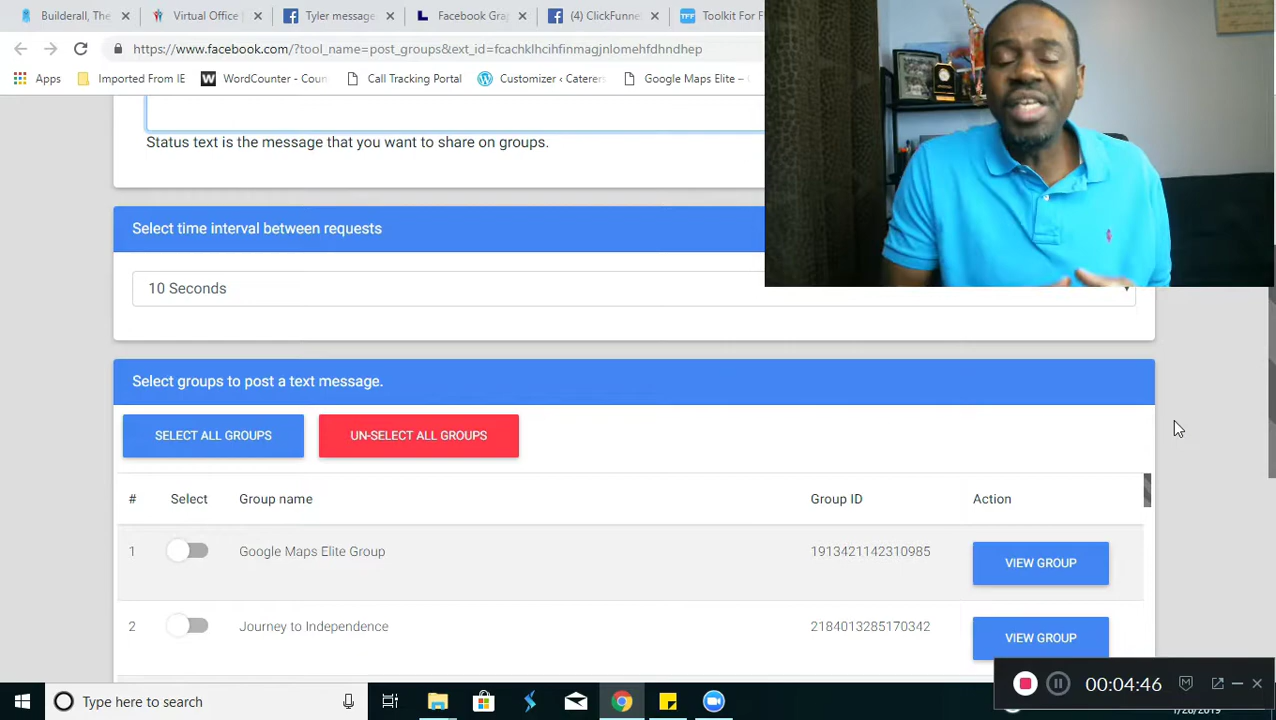 Builderall, The
Virtual Office
Tyler message
Facebook Gra
(4) ClickFunne
Toolkit For F
https://www.facebook.com/?tool_name=post_groups&ext_id=fcachklhcihfinmagjnlomehfdhndhep
Apps
Imported From IE
WordCounter - Coun
Call Tracking Portal
Customizer ‹ Caterers
Google Maps Elite –
Status text is the message that you want to share on groups.
Select time interval between requests
10 Seconds
Select groups to post a text message.
SELECT ALL GROUPS
UN-SELECT ALL GROUPS
# Select Group name Group ID Action
1 Google Maps Elite Group 1913421142310985 VIEW GROUP
2 Journey to Independence 2184013285170342 VIEW GROUP
00:04:46
Type here to search